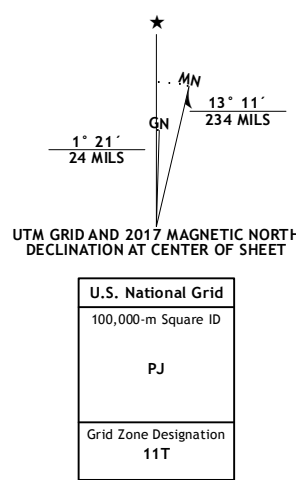 ★
MN
GN
13° 11´
234 MILS
1° 21´
24 MILS
UTM GRID AND 2017 MAGNETIC NORTH
DECLINATION AT CENTER OF SHEET
U.S. National Grid
100,000-m Square ID
PJ
Grid Zone Designation
11T